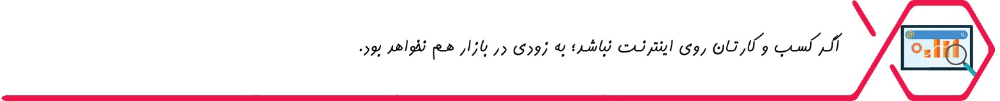 اگر کسب و کارتان روی اینترنت نباشد؛ به زودی در بازار هم نخواهد بود.